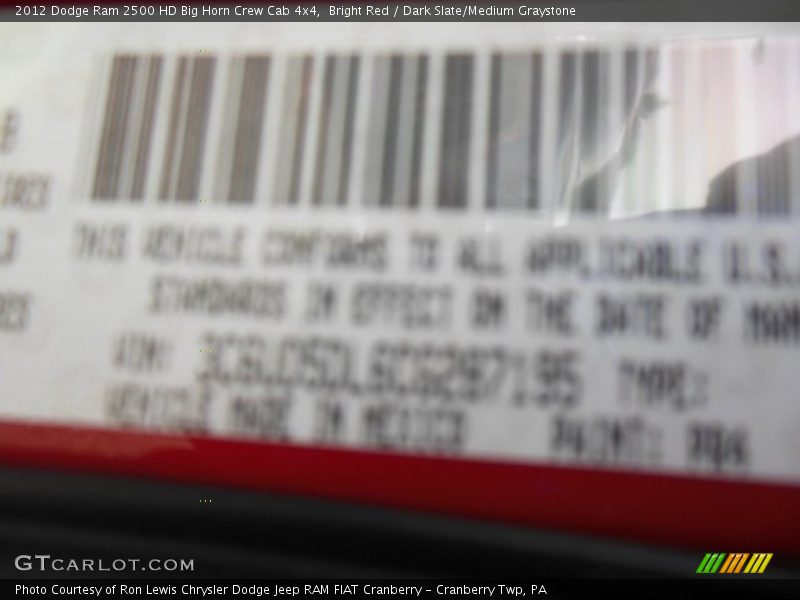 2012 Dodge Ram 2500 HD Big Horn Crew Cab 4x4, Bright Red / Dark Slate/Medium Graystone
THIS VEHICLE CONFORMS TO ALL APPLICABLE U.S.
STANDARDS IN EFFECT ON THE DATE OF MAN
VIN: TYPE:
VEHICLE MADE IN MEXICO PAINT: PR4
GTCARLOT.COM
Photo Courtesy of Ron Lewis Chrysler Dodge Jeep RAM FIAT Cranberry - Cranberry Twp, PA